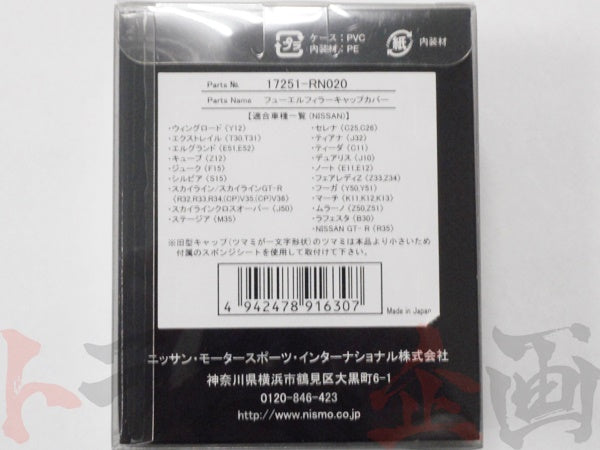 プラ
ケース：PVC
内装材：PE
紙
内装材
Parts No. 17251-RN020
Parts Name フューエルフィラーキャップカバー
【適合車種一覧(NISSAN)】
・ウィングロード(Y12)
・エクストレイル(T30,T31)
・エルグランド(E51,E52)
・キューブ(Z12)
・ジューク(F15)
・シルビア(S15)
・スカイライン/スカイラインGT-R
(R32,R33,R34,(CP)V35,(CP)V36)
・スカイラインクロスオーバー(J50)
・ステージア(M35)
・セレナ(C25,C26)
・ティアナ(J32)
・ティーダ(C11)
・デュアリス(J10)
・ノート(E11,E12)
・フェアレディZ(Z33,Z34)
・フーガ(Y50,Y51)
・マーチ(K11,K12,K13)
・ムラーノ(Z50,Z51)
・ラフェスタ(B30)
・NISSAN GT-R(R35)
※旧型キャップ(ツマミが一文字形状)のツマミは本品より小さいため
付属のスポンジシートを使用して取付けて下さい。
4 942478 916307
Made in Japan
ニッサン・モータースポーツ・インターナショナル株式会社
神奈川県横浜市鶴見区大黒町6-1
0120-846-423
http://www.nismo.co.jp
トラスト企画